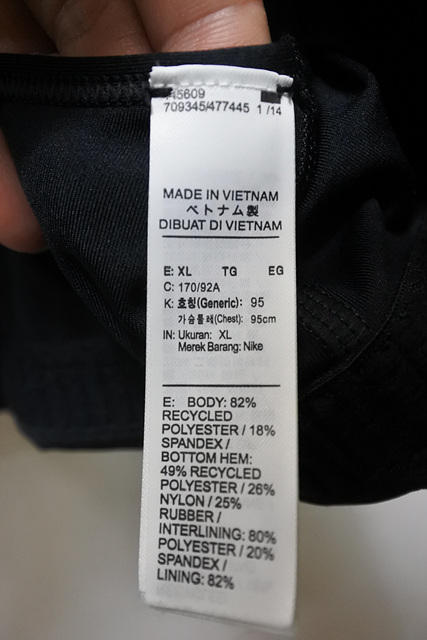 709345/477445 1 /14
MADE IN VIETNAM
ベトナム製
DIBUAT DI VIETNAM
E: XL TG EG
C: 170/92A
K: 호칭(Generic): 95
가슴둘레(Chest): 95cm
IN: Ukuran: XL
Merek Barang: Nike
E: BODY: 82%
RECYCLED
POLYESTER / 18%
SPANDEX /
BOTTOM HEM:
49% RECYCLED
POLYESTER / 26%
NYLON / 25%
RUBBER /
INTERLINING: 80%
POLYESTER / 20%
SPANDEX /
LINING: 82%